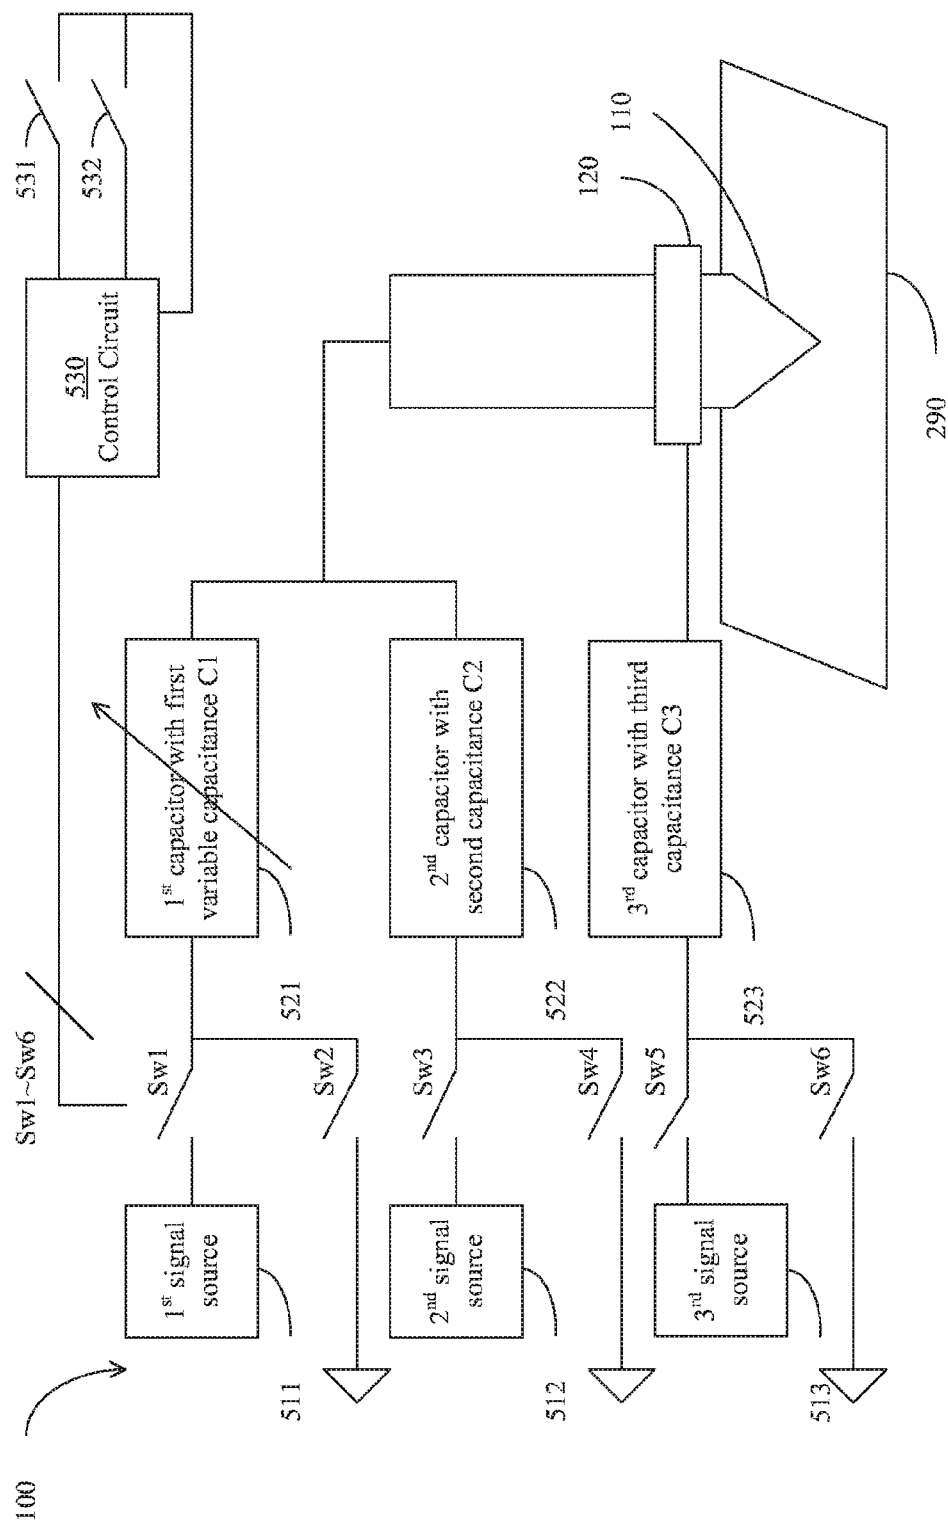 100
Sw1~Sw6
530
Control Circuit
531
532
1st signal
source
511
Sw1
Sw2
1st capacitor with first
variable capacitance C1
521
2nd signal
source
512
Sw3
Sw4
2nd capacitor with
second capacitance C2
522
3rd signal
source
513
Sw5
Sw6
3rd capacitor with third
capacitance C3
523
120
110
290